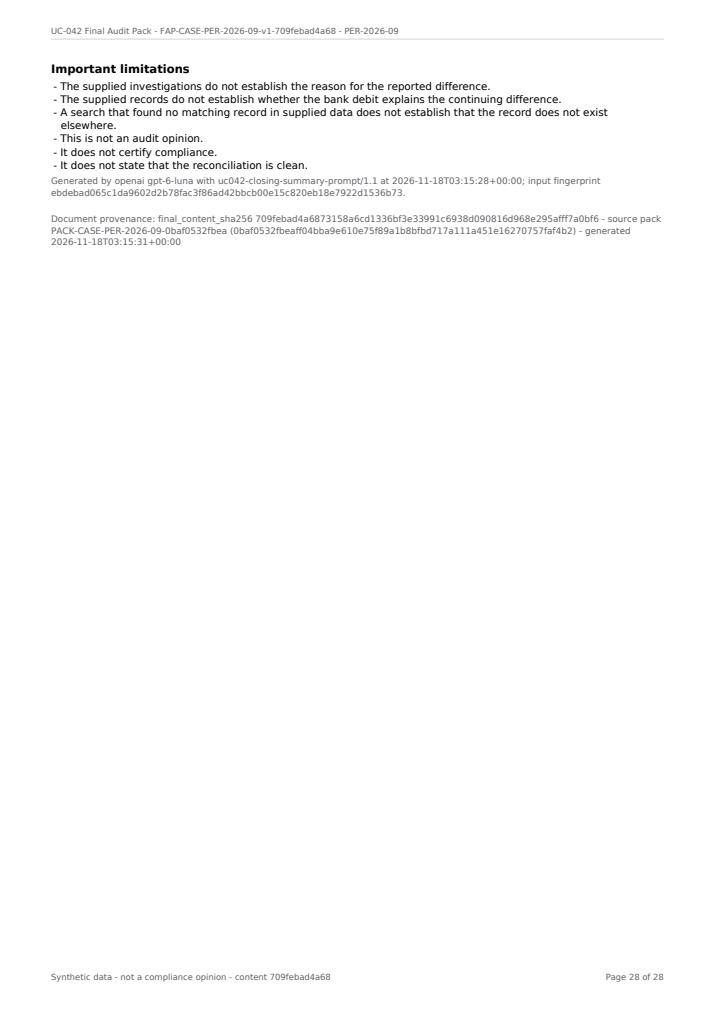 UC-042 Final Audit Pack - FAP-CASE-PER-2026-09-v1-709febad4a68 - PER-2026-09
Important limitations
- The supplied investigations do not establish the reason for the reported difference.
- The supplied records do not establish whether the bank debit explains the continuing difference.
- A search that found no matching record in supplied data does not establish that the record does not exist
elsewhere.
- This is not an audit opinion.
- It does not certify compliance.
- It does not state that the reconciliation is clean.
Generated by openai gpt-6-luna with uc042-closing-summary-prompt/1.1 at 2026-11-18T03:15:28+00:00; input fingerprint
ebdebad065c1da9602d2b78fac3f86ad42bbcb00e15c820eb18e7922d1536b73.
Document provenance: final_content_sha256 709febad4a6873158a6cd1336bf3e33991c6938d090816d968e295afff7a0bf6 - source pack
PACK-CASE-PER-2026-09-0baf0532fbea (0baf0532fbeaff04bba9e610e75f89a1b8bfbd717a111a451e16270757faf4b2) - generated
2026-11-18T03:15:31+00:00
Synthetic data - not a compliance opinion - content 709febad4a68
Page 28 of 28